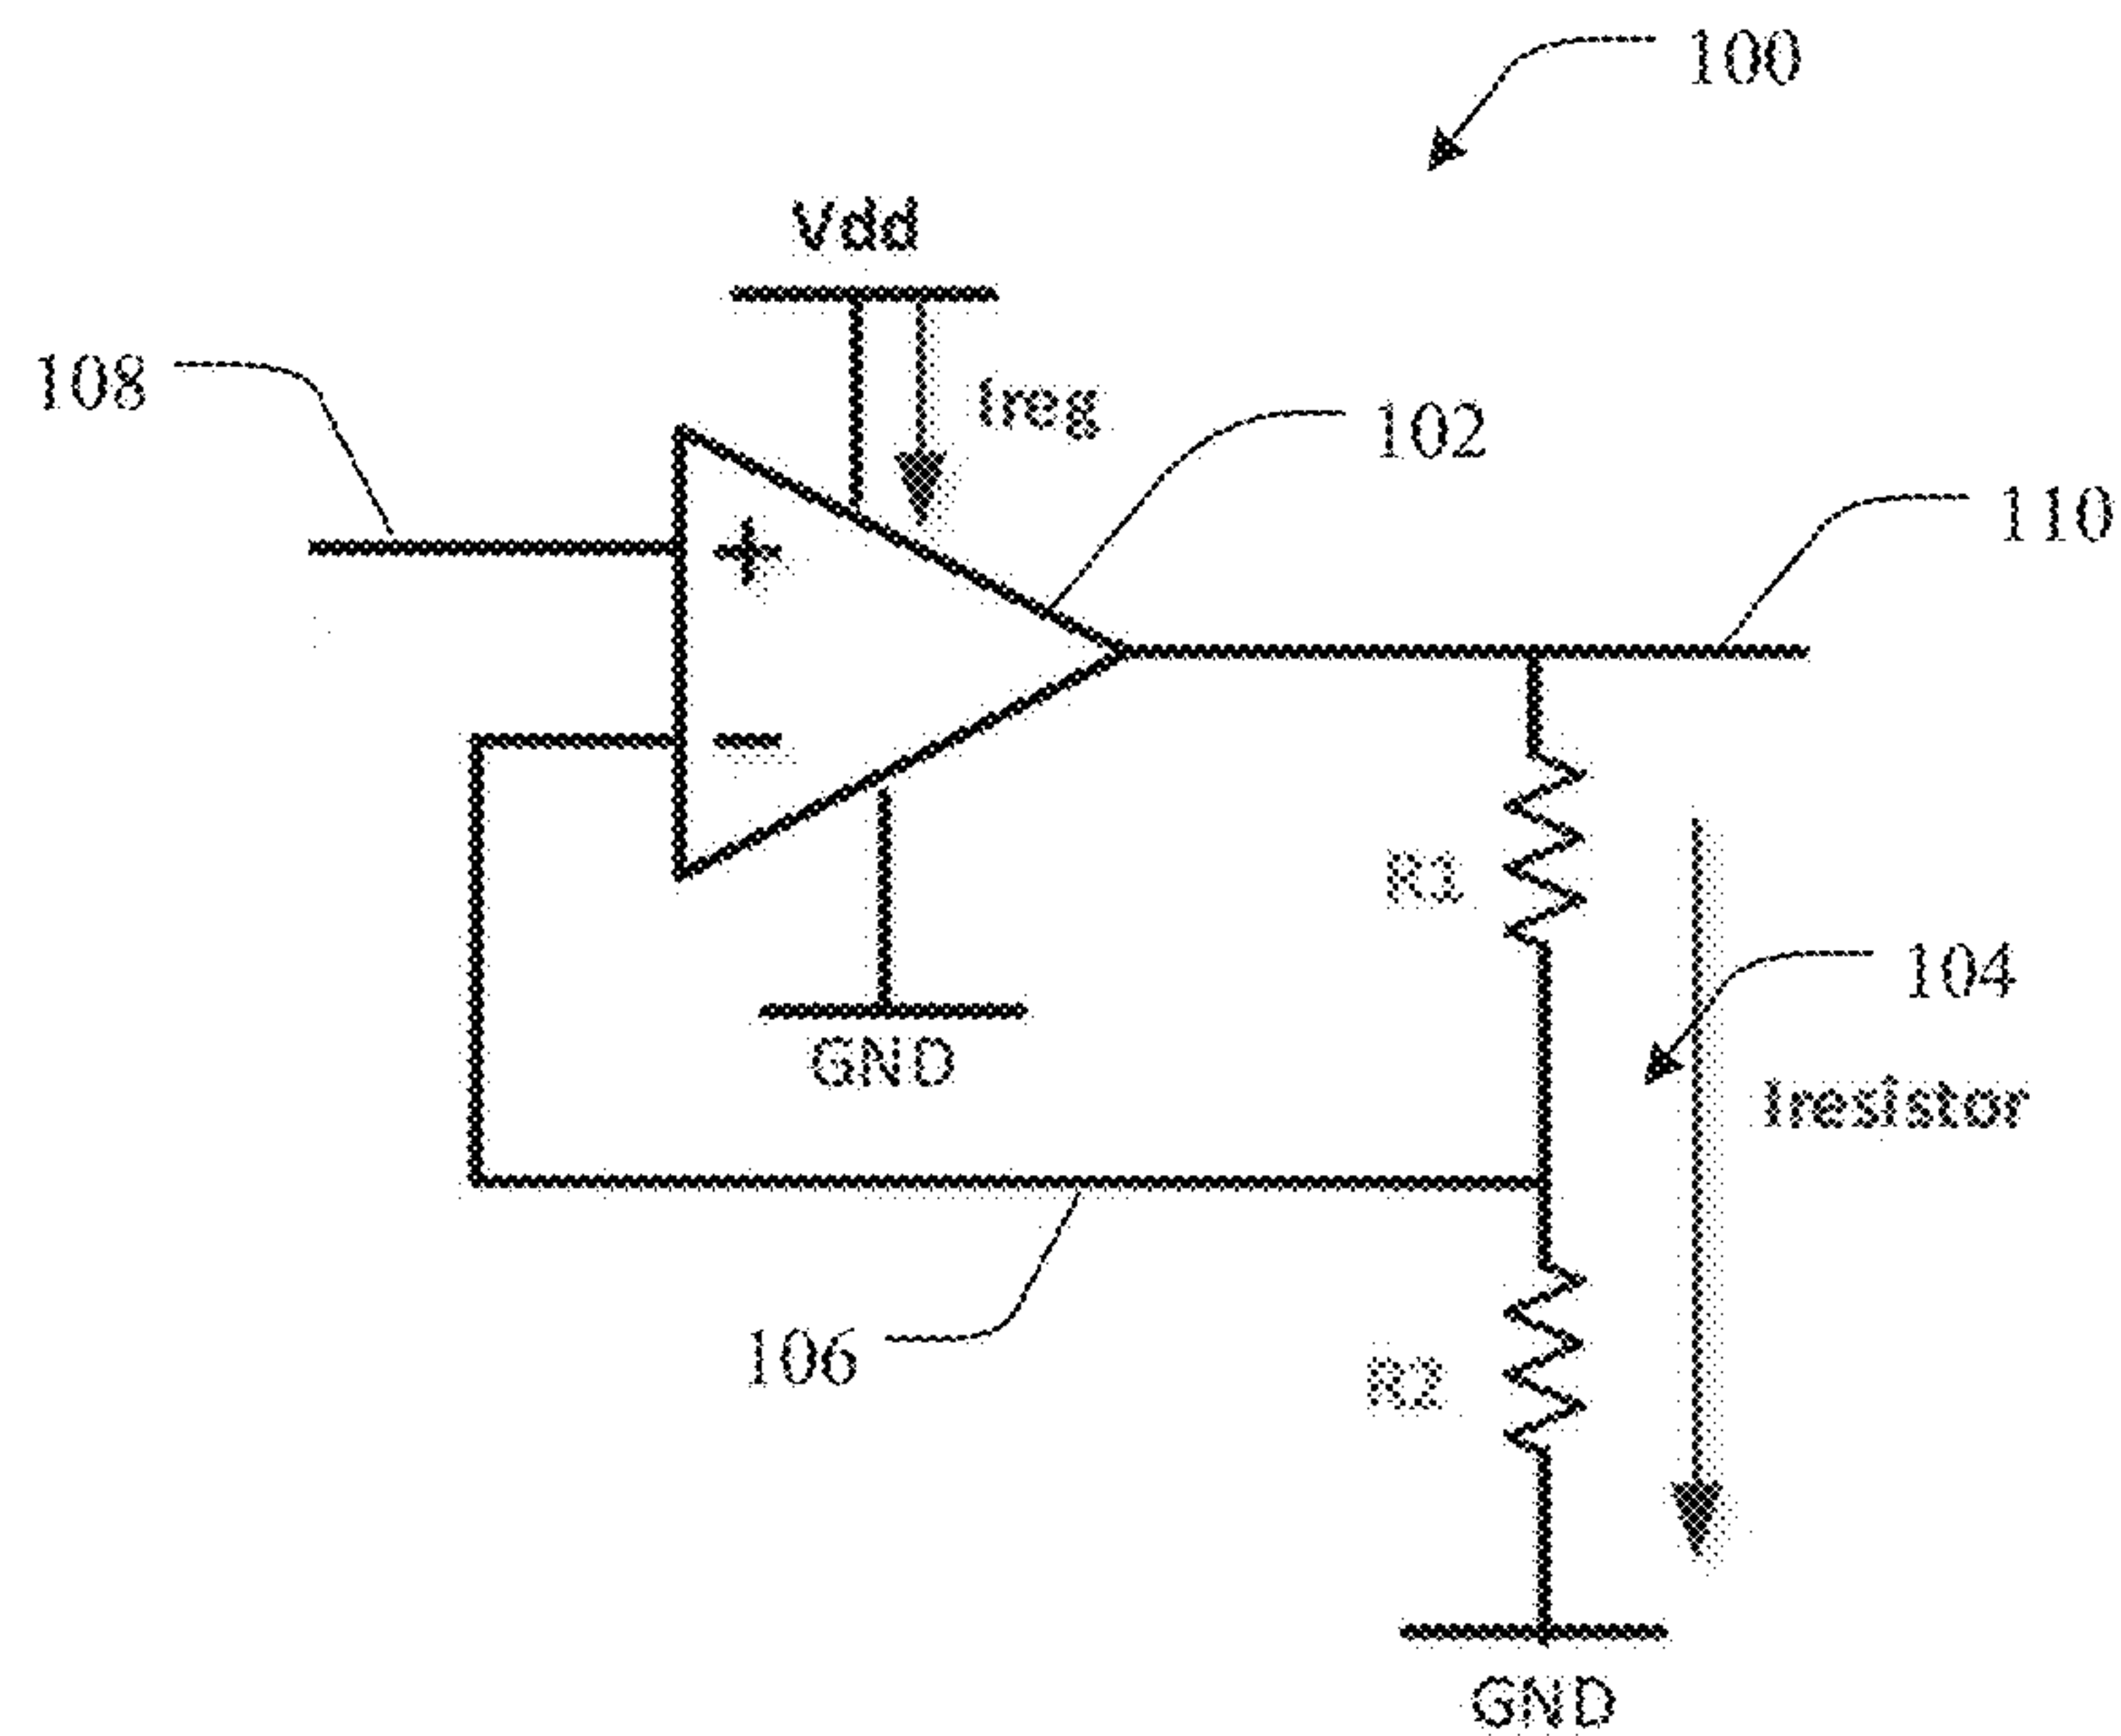 100
Vdd
108
Ireg
102
110
+
-
R1
104
GND
Iresistor
106
R2
GND